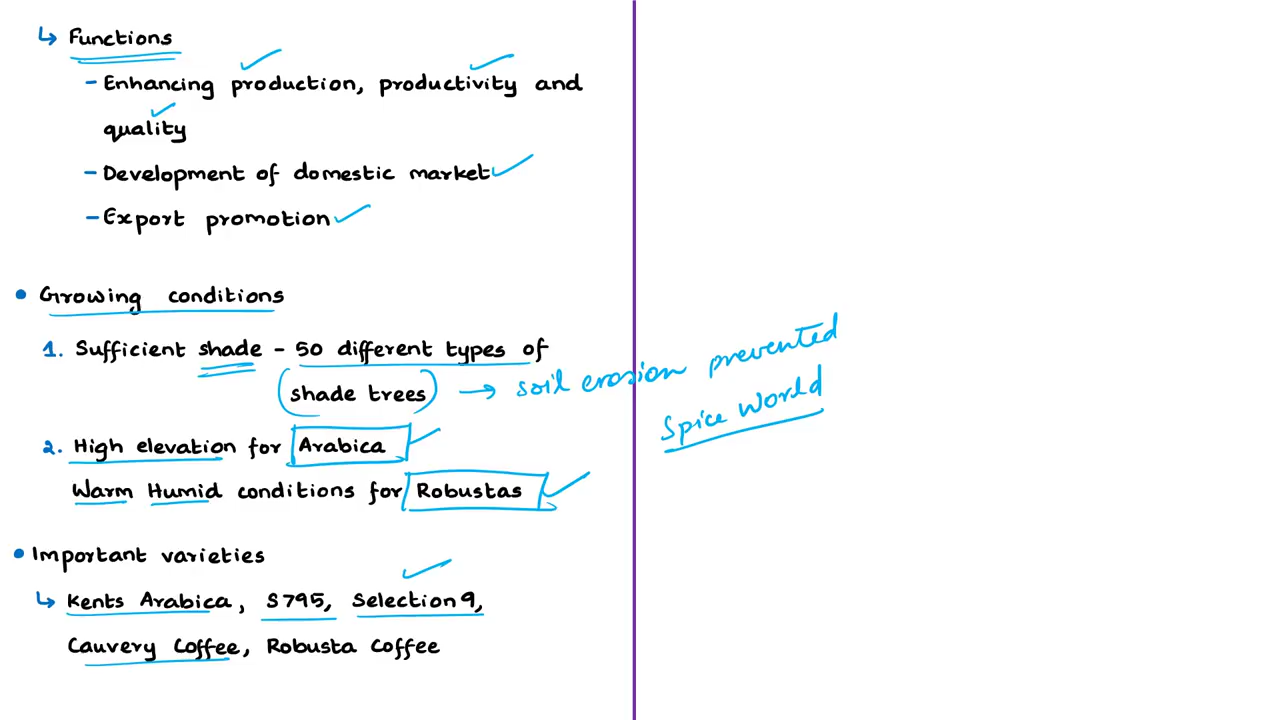 ↳ Functions
- Enhancing production, productivity and
quality
- Development of domestic market
- Export promotion
• Growing conditions
1. Sufficient shade - 50 different types of
shade trees → soil erosion prevented
Spice World
2. High elevation for Arabica
Warm Humid conditions for Robustas
• Important varieties
↳ Kents Arabica, S795, Selection 9,
Cauvery Coffee, Robusta Coffee